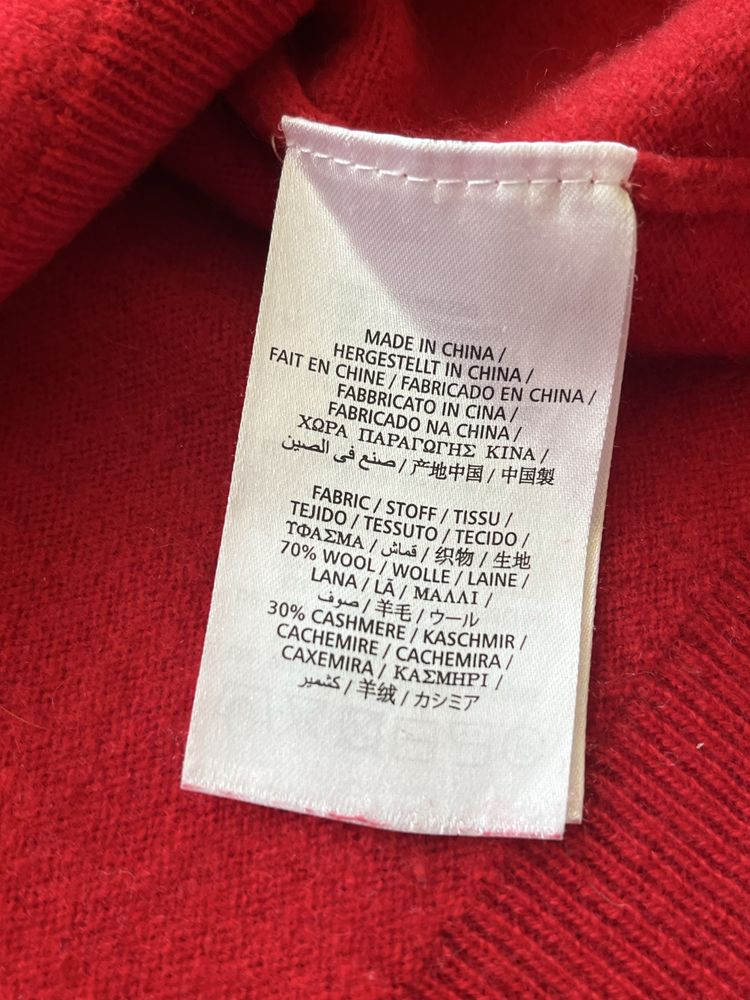 MADE IN CHINA /
HERGESTELLT IN CHINA /
FAIT EN CHINE / FABRICADO EN CHINA /
FABBRICATO IN CINA /
FABRICADO NA CHINA /
ΧΩΡΑ ΠΑΡΑΓΩΓΗΣ ΚΙΝΑ /
صنع في الصين / 产地中国 / 中国製
FABRIC / STOFF / TISSU /
TEJIDO / TESSUTO / TECIDO /
ΥΦΑΣΜΑ / قماش / 织物 / 生地
70% WOOL / WOLLE / LAINE /
LANA / LÃ / ΜΑΛΛΙ /
صوف / 羊毛 / ウール
30% CASHMERE / KASCHMIR /
CACHEMIRE / CACHEMIRA /
CAXEMIRA / ΚΑΣΜΗΡΙ /
كشمير / 羊绒 / カシミア